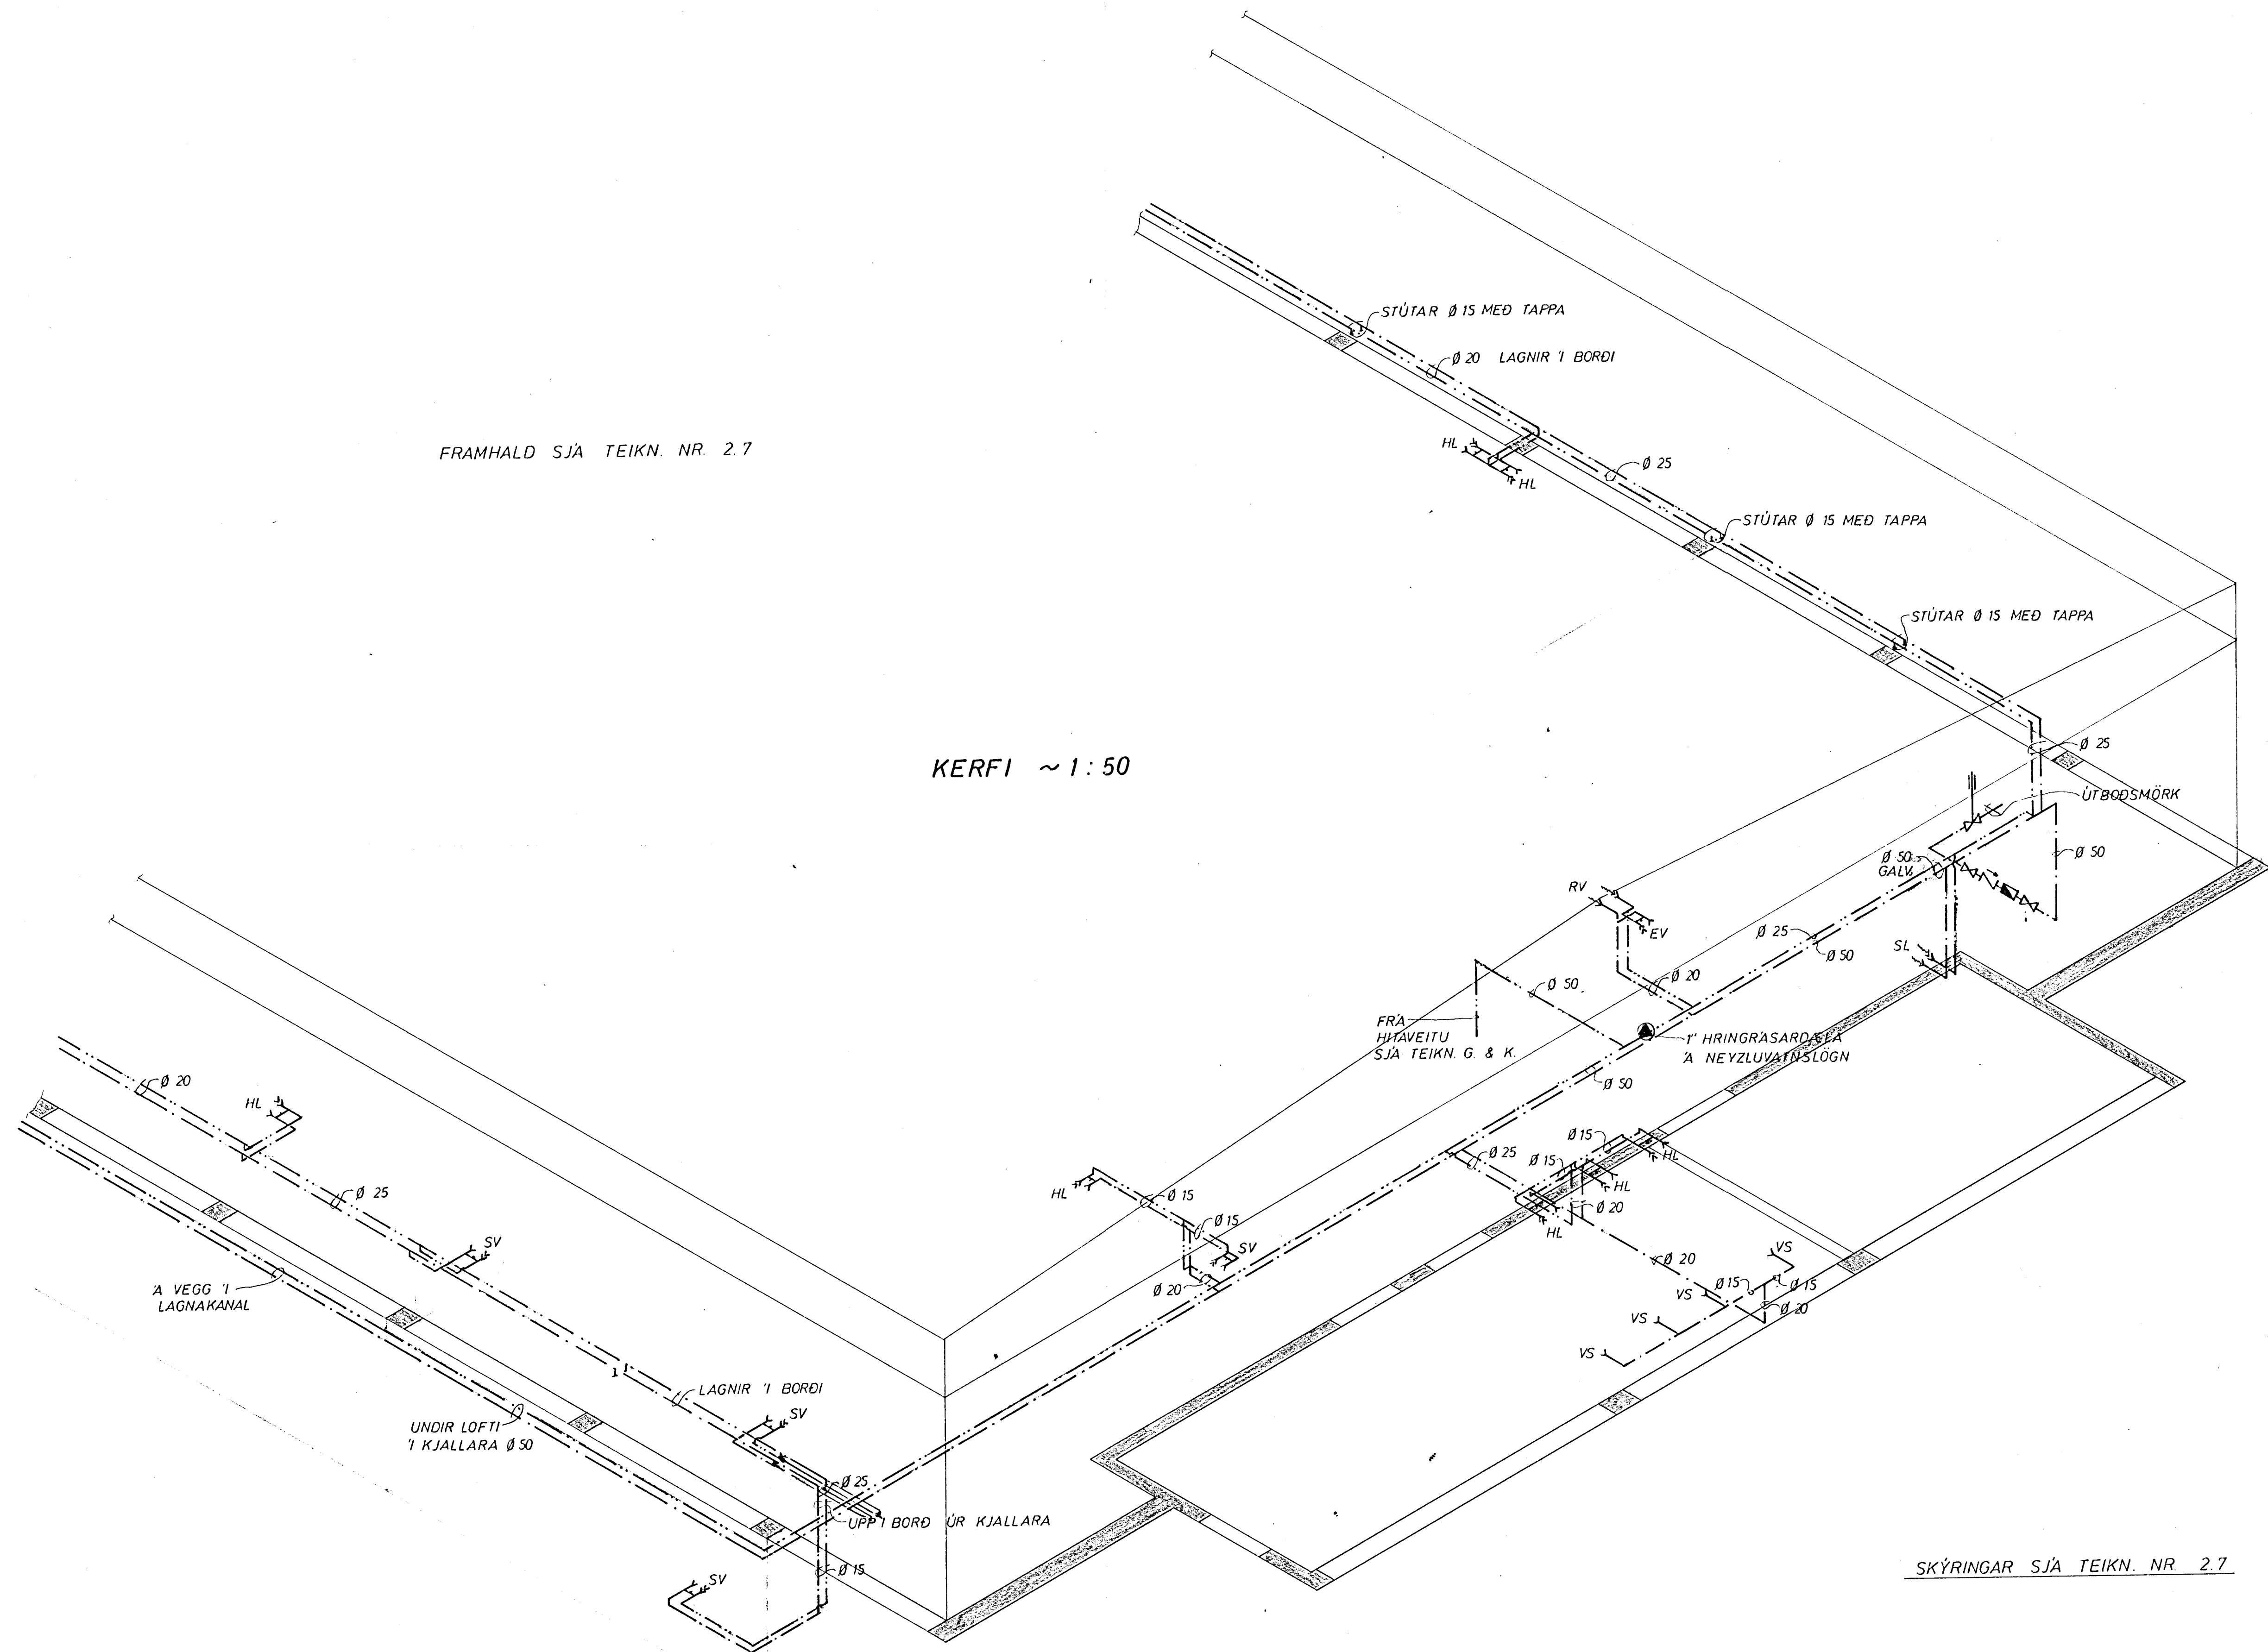 STÚTAR Ø 15 MEÐ TAPPA
Ø 20 LAGNIR Í BORÐI
FRAMHALD SJÁ TEIKN. NR. 2.7
HL
HL
Ø 25
STÚTAR Ø 15 MEÐ TAPPA
STÚTAR Ø 15 MEÐ TAPPA
KERFI ~ 1:50
Ø 25
ÚTBOÐSMÖRK
Ø 50
GALV.
Ø 50
RV
EV
Ø 25
Ø 50
SL
Ø 20
Ø 50
FRÁ
HITAVEITU
SJÁ TEIKN. G. & K.
1" HRINGRÁSARDÆLA
Á NEYZLUVATNSLÖGN
Ø 50
Ø 20
HL
Ø 25
Ø 15
Ø 15
HL
HL
Ø 20
HL
HL
Ø 15
Ø 15
SV
Ø 20
Ø 25
SV
Á VEGG Í
LAGNAKANAL
Ø 20
VS
Ø 15
Ø 15
VS
Ø 20
VS
VS
LAGNIR Í BORÐI
SV
UNDIR LOFTI
Í KJALLARA Ø 50
Ø 25
UPP Í BORÐ ÚR KJALLARA
Ø 15
SV
SKÝRINGAR SJÁ TEIKN. NR. 2.7